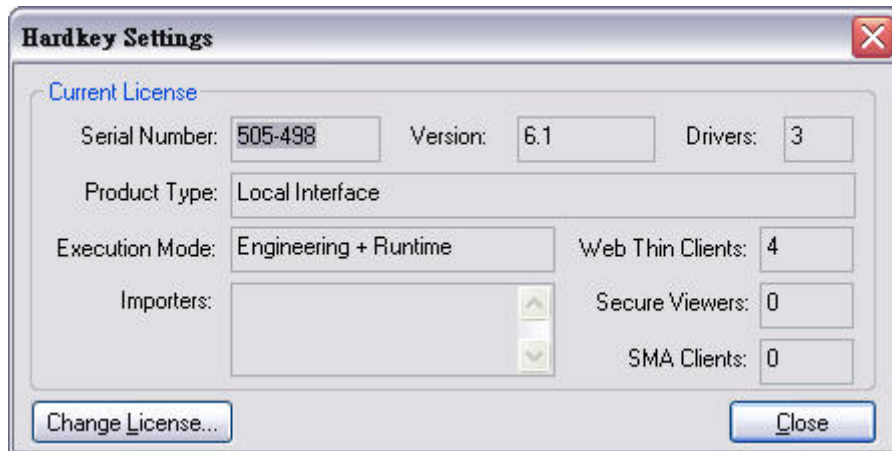 Hardkey Settings
Current License
Serial Number: 505-498 Version: 6.1 Drivers: 3
Product Type: Local Interface
Execution Mode: Engineering + Runtime Web Thin Clients: 4
Importers: Secure Viewers: 0
SMA Clients: 0
Change License... Close